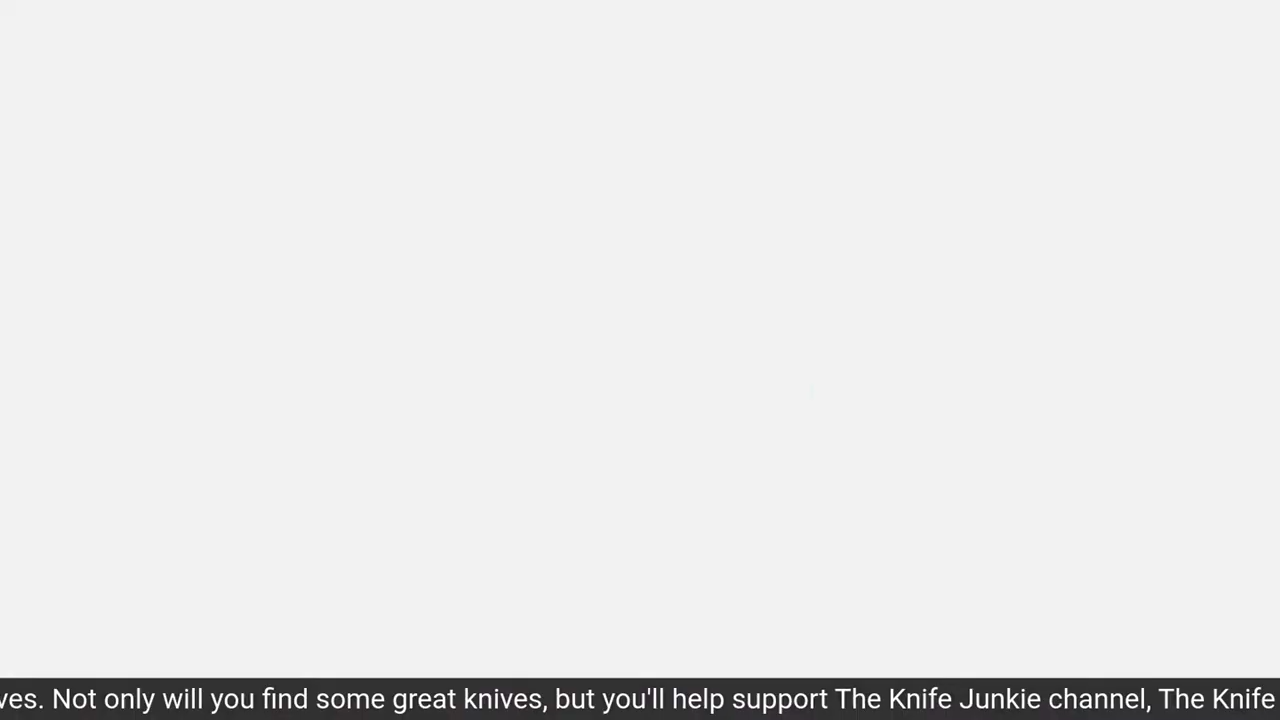 ves. Not only will you find some great knives, but you'll help support The Knife Junkie channel, The Knife